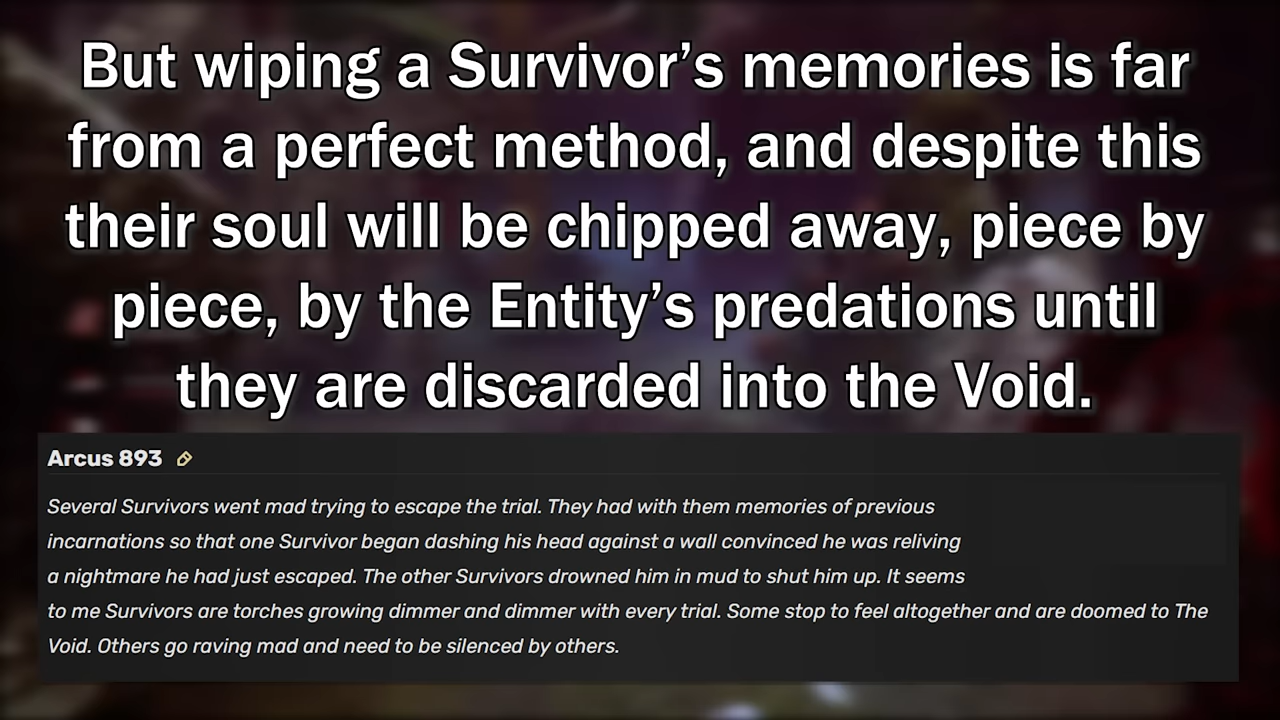 But wiping a Survivor’s memories is far
from a perfect method, and despite this
their soul will be chipped away, piece by
piece, by the Entity’s predations until
they are discarded into the Void.
Arcus 893
Several Survivors went mad trying to escape the trial. They had with them memories of previous
incarnations so that one Survivor began dashing his head against a wall convinced he was reliving
a nightmare he had just escaped. The other Survivors drowned him in mud to shut him up. It seems
to me Survivors are torches growing dimmer and dimmer with every trial. Some stop to feel altogether and are doomed to The
Void. Others go raving mad and need to be silenced by others.